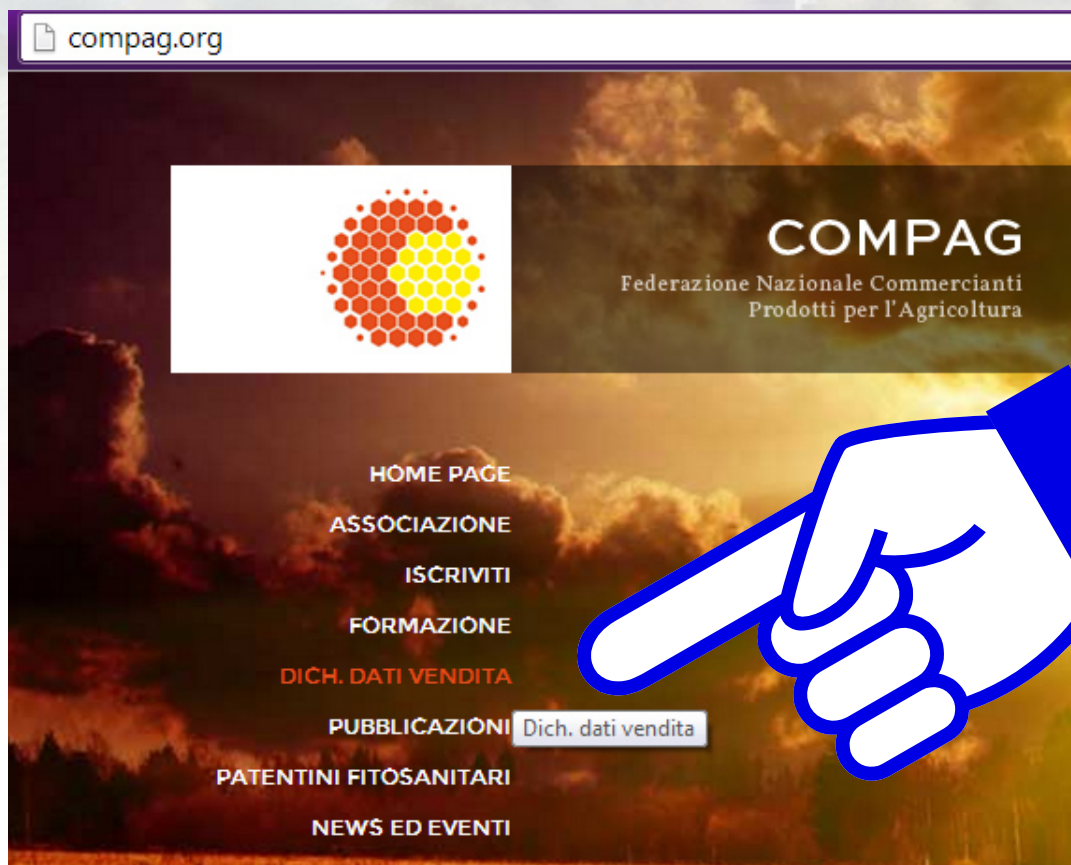 compag.org
COMPAG
Federazione Nazionale Commercianti
Prodotti per l'Agricoltura
HOME PAGE
ASSOCIAZIONE
ISCRIVITI
FORMAZIONE
DICH. DATI VENDITA
PUBBLICAZIONI
Dich. dati vendita
PATENTINI FITOSANITARI
NEWS ED EVENTI